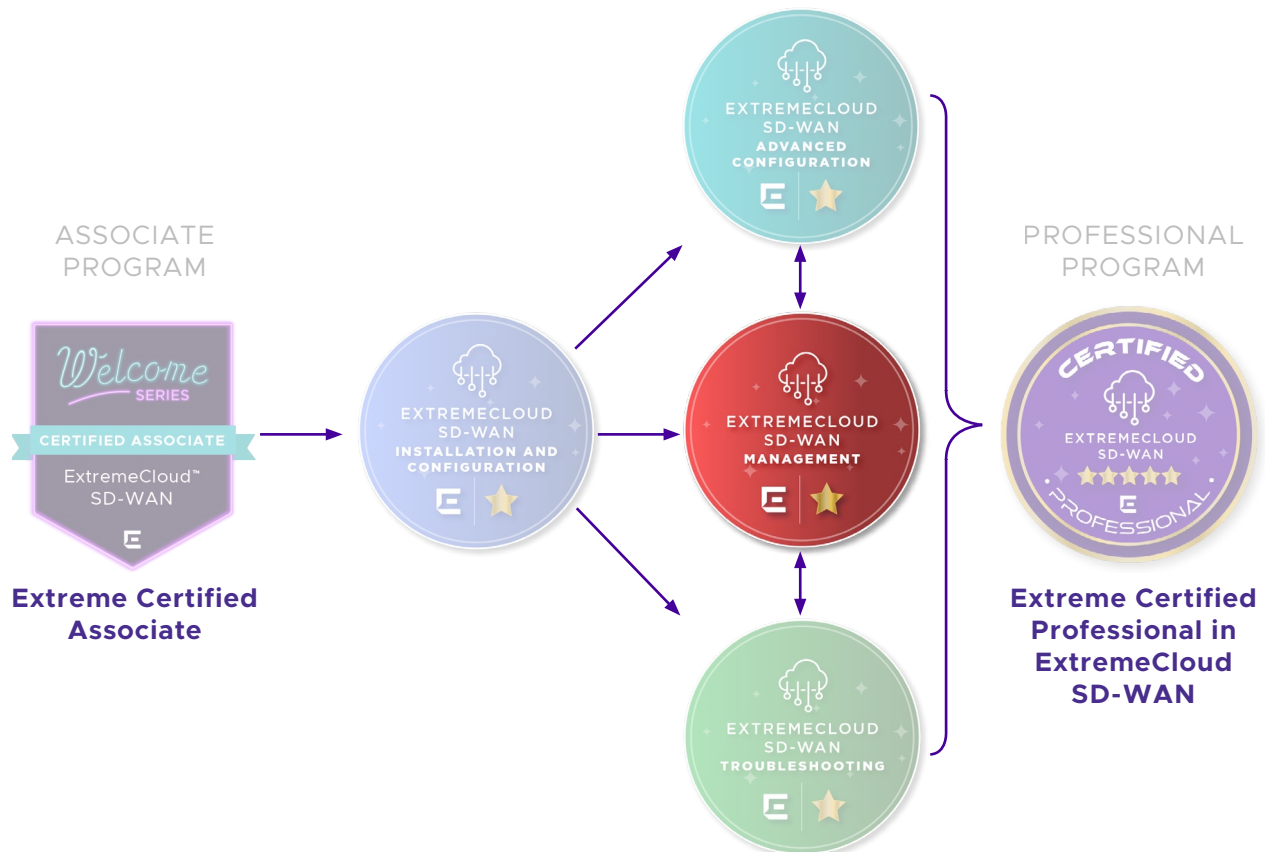 ASSOCIATE
PROGRAM
Welcome
SERIES
CERTIFIED ASSOCIATE
ExtremeCloud™
SD-WAN
Extreme Certified
Associate
EXTREMECLOUD
SD-WAN
INSTALLATION AND
CONFIGURATION
EXTREMECLOUD
SD-WAN
ADVANCED
CONFIGURATION
EXTREMECLOUD
SD-WAN
MANAGEMENT
EXTREMECLOUD
SD-WAN
TROUBLESHOOTING
PROFESSIONAL
PROGRAM
CERTIFIED
EXTREMECLOUD
SD-WAN
PROFESSIONAL
Extreme Certified
Professional in
ExtremeCloud
SD-WAN